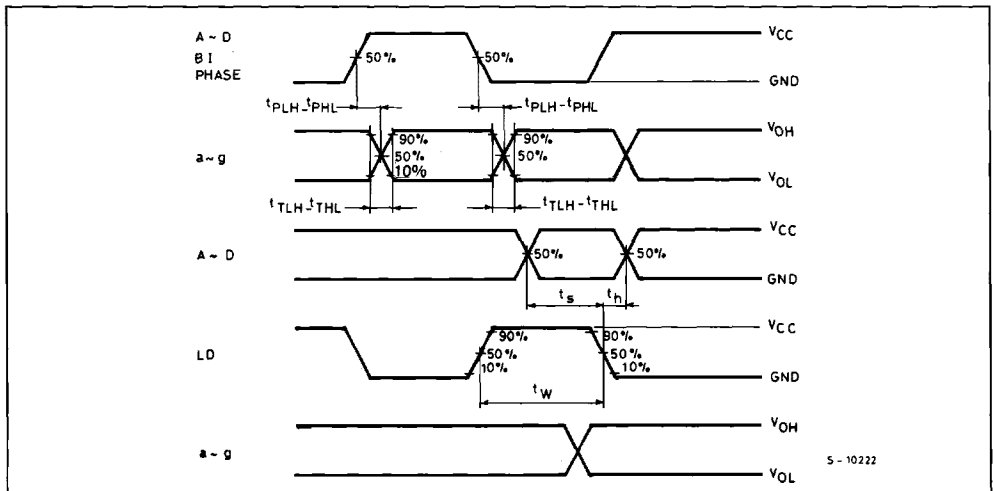 A ~ D
BI
PHASE
50%
50%
VCC
GND
tPLH-tPHL
tPLH-tPHL
a~g
90%
50%
10%
90%
50%
VOH
VOL
tTLH-tTHL
tTLH-tTHL
A ~ D
50%
50%
VCC
GND
ts
th
LD
90%
50%
10%
90%
50%
10%
VCC
GND
tW
a~g
VOH
VOL
S-10222